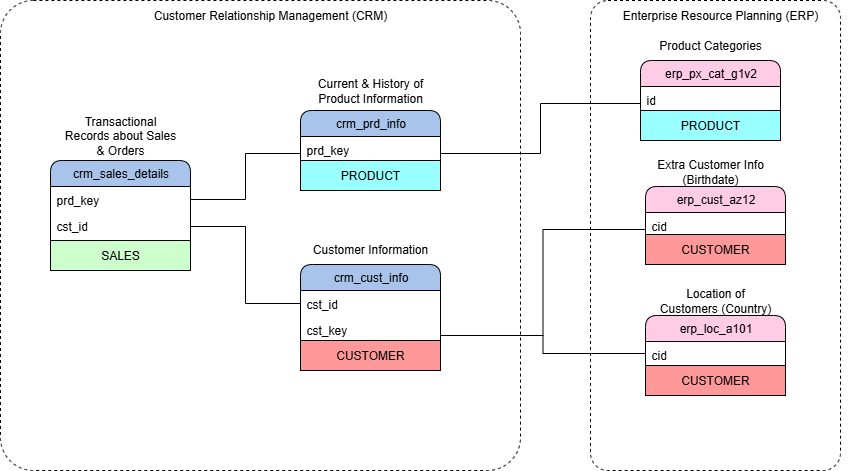 Customer Relationship Management (CRM)
Enterprise Resource Planning (ERP)
Product Categories
erp_px_cat_g1v2
id
PRODUCT
Current & History of
Product Information
crm_prd_info
prd_key
PRODUCT
Transactional
Records about Sales
& Orders
crm_sales_details
prd_key
cst_id
SALES
Extra Customer Info
(Birthdate)
erp_cust_az12
cid
CUSTOMER
Customer Information
crm_cust_info
cst_id
cst_key
CUSTOMER
Location of
Customers (Country)
erp_loc_a101
cid
CUSTOMER